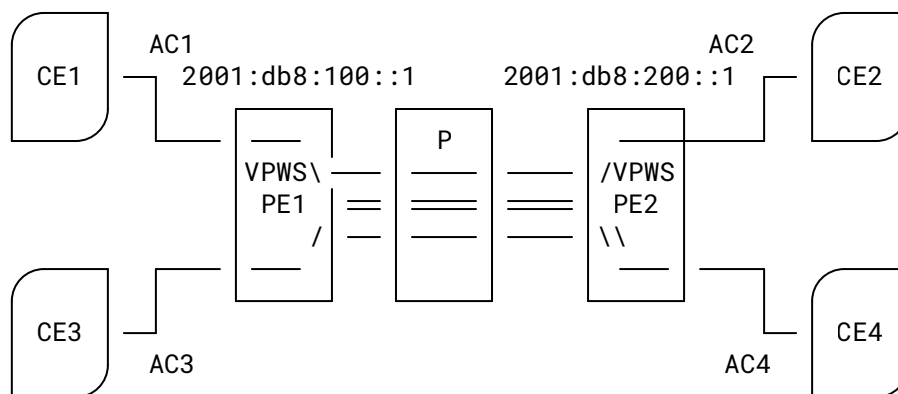 AC1 AC2
CE1 2001:db8:100::1 2001:db8:200::1 CE2
P
VPWS\ /VPWS
PE1 PE2
/ \\
CE3 CE4
AC3 AC4